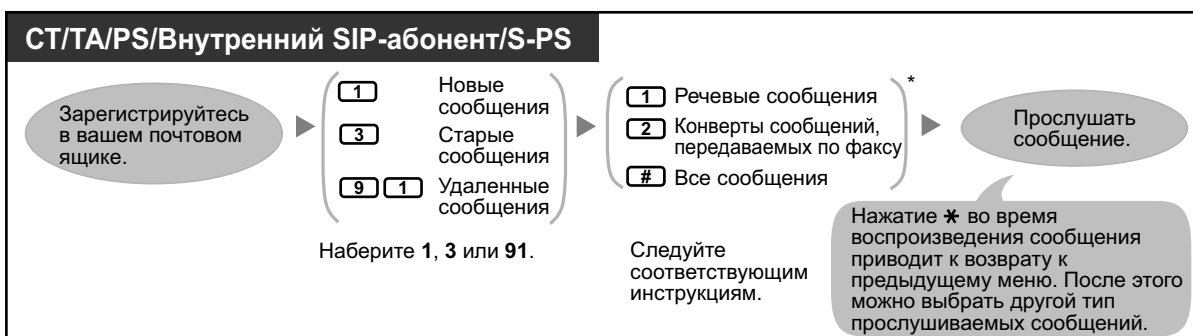 CT/TA/PS/Внутренний SIP-абонент/S-PS
Зарегистрируйтесь
в вашем почтовом
ящике.
1 Новые
сообщения
3 Старые
сообщения
9 1 Удаленные
сообщения
Наберите 1, 3 или 91.
*
1 Речевые сообщения
2 Конверты сообщений,
передаваемых по факсу
# Все сообщения
Следуйте
соответствующим
инструкциям.
Прослушать
сообщение.
Нажатие * во время
воспроизведения сообщения
приводит к возврату к
предыдущему меню. После этого
можно выбрать другой тип
прослушиваемых сообщений.